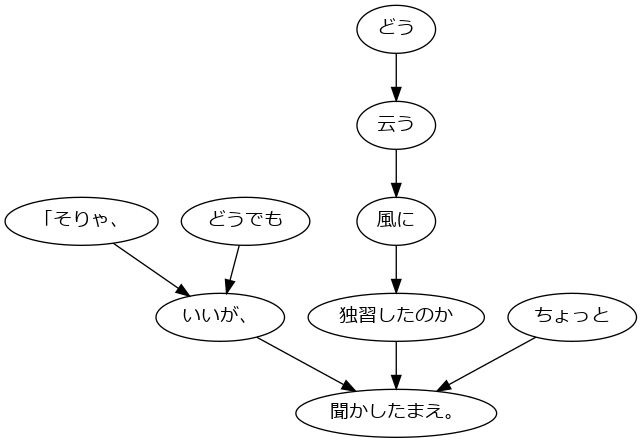 どう
云う
「そりゃ、
どうでも
風に
いいが、
独習したのか
ちょっと
聞かしたまえ。